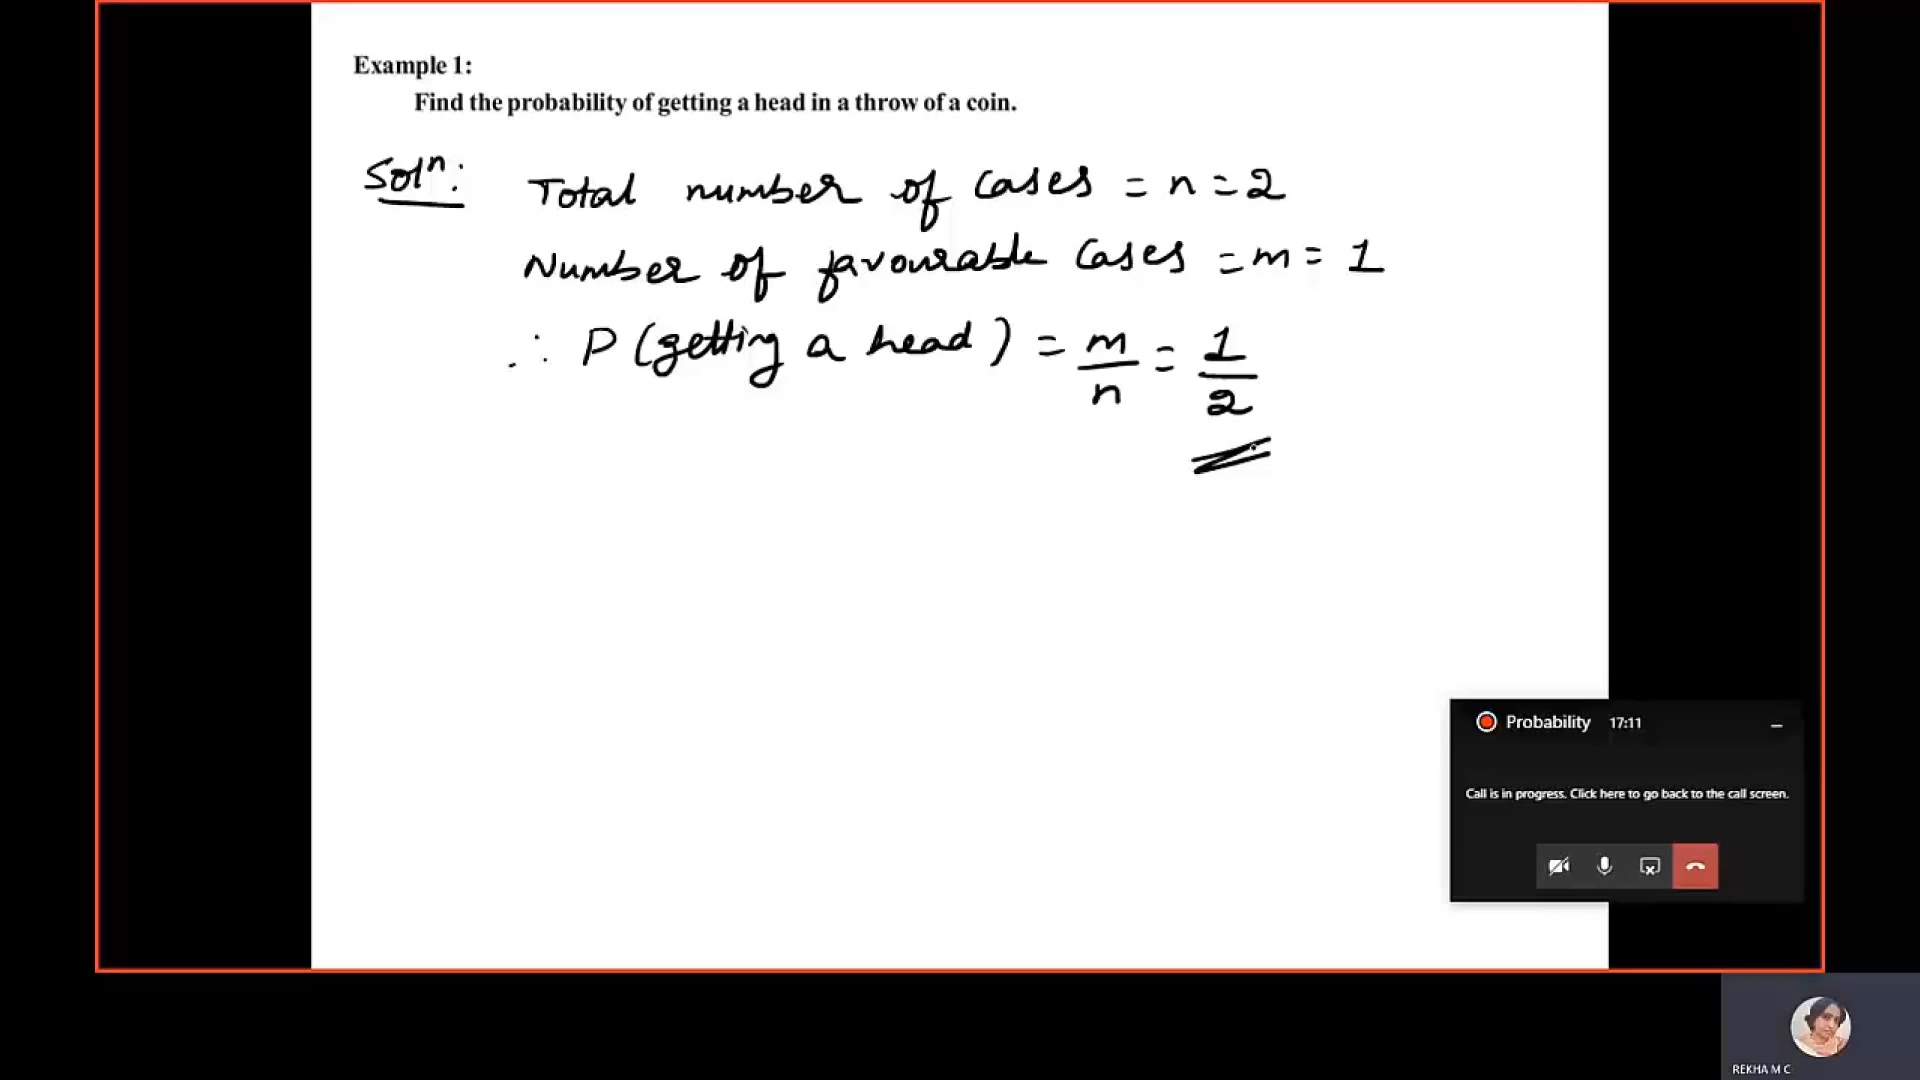 Example 1:
Find the probability of getting a head in a throw of a coin.
Solⁿ: Total number of cases = n = 2
Number of favourable cases = m = 1
∴ P (getting a head) = m/n = 1/2
Probability 17:11
Call is in progress. Click here to go back to the call screen.
REKHA M C